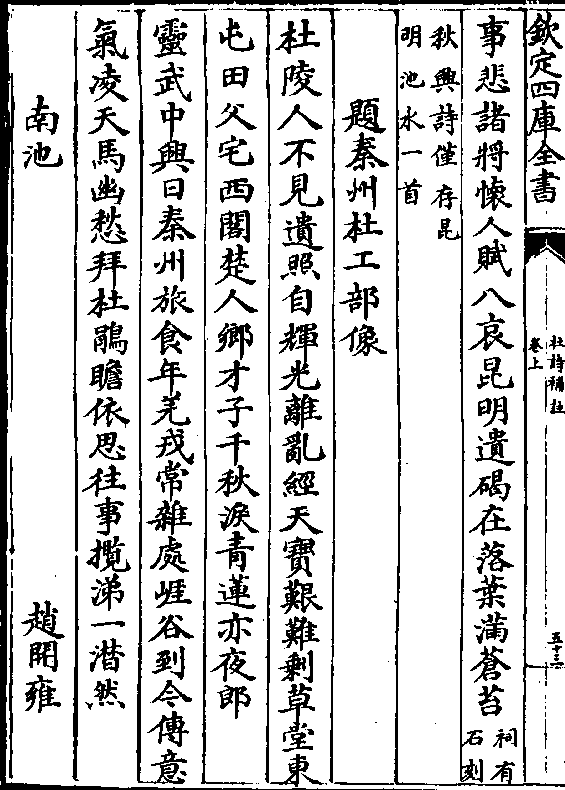 欽定四庫全書
杜詩補註
卷上
五十三
事悲諸將懷人賦八哀昆明遺碣在落葉滿蒼苔祠有石刻
秋興詩僅存昆
明池水一首
題秦州杜工部像
杜陵人不見遺照自輝光離亂經天寶艱難剩草堂東
屯田父宅西閣楚人鄉才子千秋淚青蓮亦夜郎
靈武中興日秦州旅食年羌戎常雜處崖谷到今傳意
氣凌天馬幽愁拜杜鵑瞻依思往事攬涕一潸然
南池 趙開雍